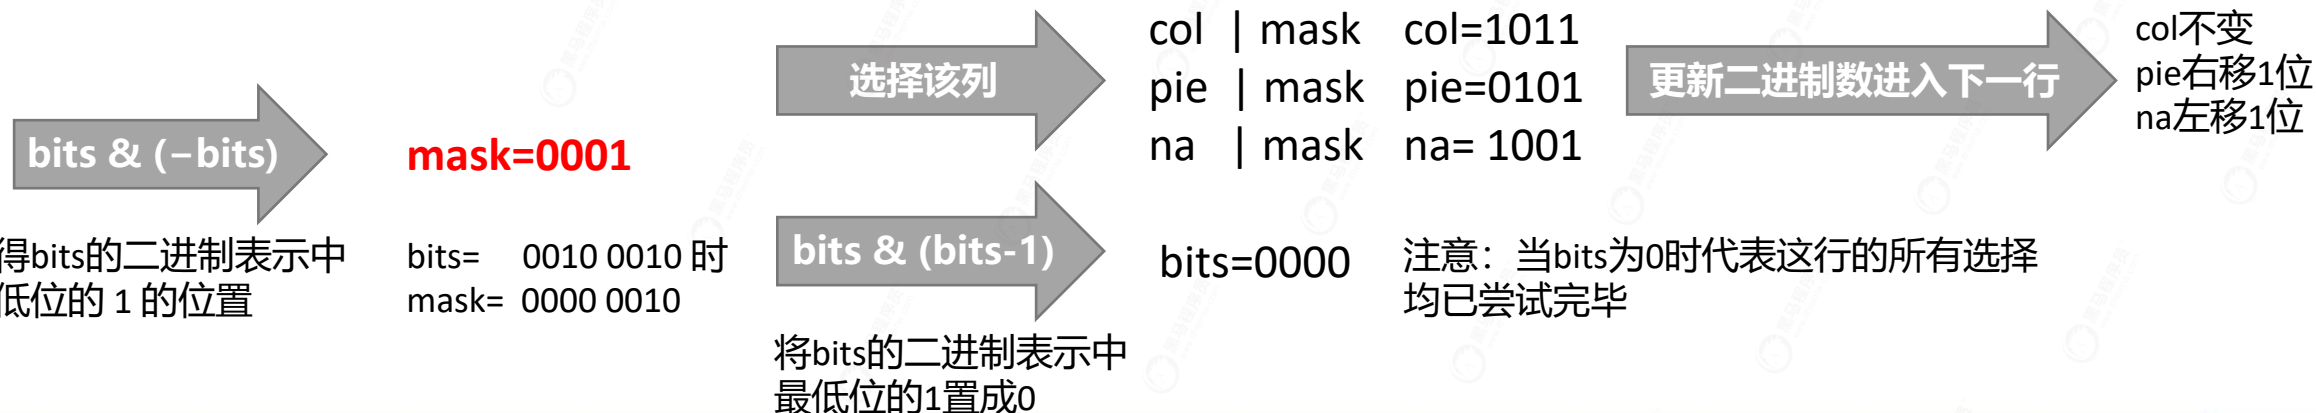 bits & (–bits)
mask=0001
得bits的二进制表示中
低位的 1 的位置
bits= 0010 0010 时
mask= 0000 0010
选择该列
col | mask col=1011
pie | mask pie=0101
na | mask na= 1001
更新二进制数进入下一行
col不变
pie右移1位
na左移1位
bits & (bits-1)
将bits的二进制表示中
最低位的1置成0
bits=0000
注意：当bits为0时代表这行的所有选择
均已尝试完毕